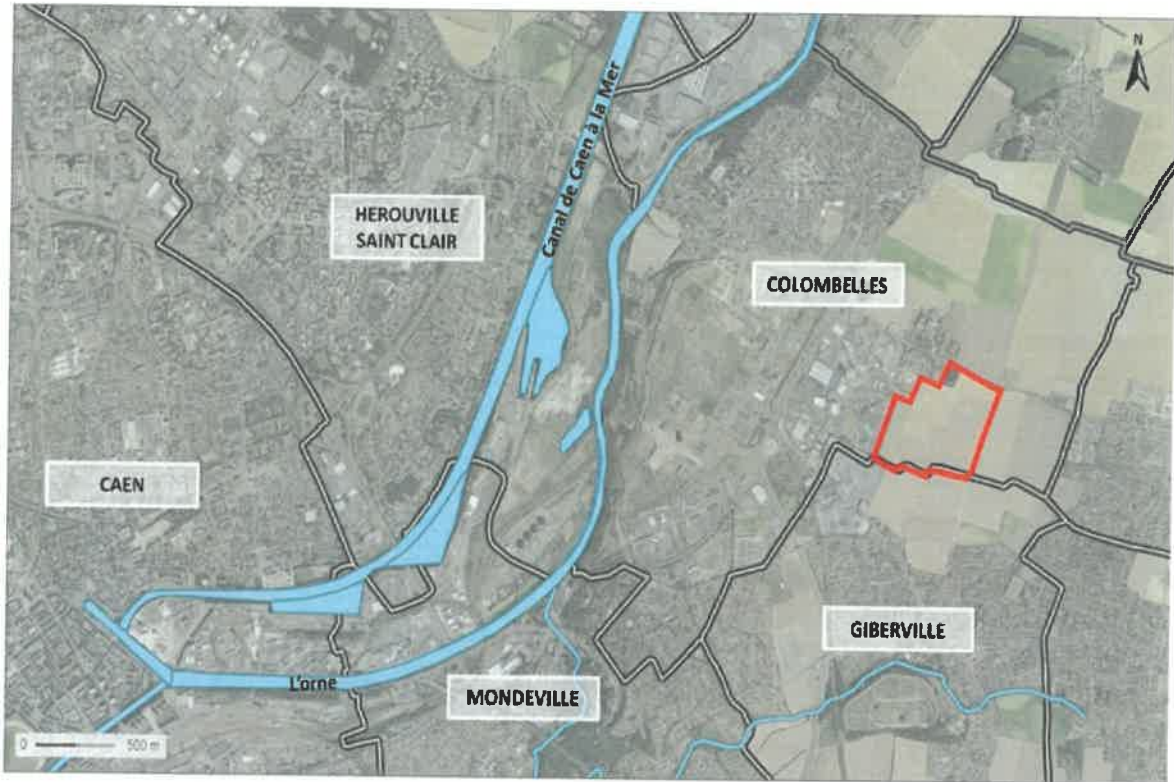 N
Canal de Caen à la Mer
HEROUVILLE
SAINT CLAIR
COLOMBELLES
CAEN
GIBERVILLE
L'orne
MONDEVILLE
0 500 m